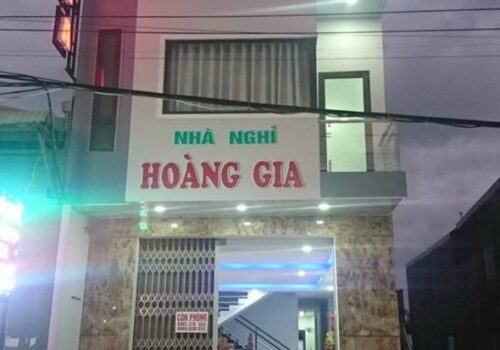 NHÀ NGHỈ
HOÀNG GIA
CÒN PHÒNG